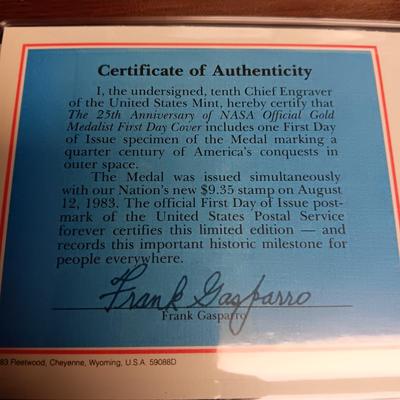 Certificate of Authenticity
I, the undersigned, tenth Chief Engraver
of the United States Mint, hereby certify that
The 25th Anniversary of NASA Official Gold
Medalist First Day Cover includes one First Day
of Issue specimen of the Medal marking a
quarter century of America's conquests in
outer space.
The Medal was issued simultaneously
with our Nation's new $9.35 stamp on August
12, 1983. The official First Day of Issue post-
mark of the United States Postal Service
forever certifies this limited edition — and
records this important historic milestone for
people everywhere.
Frank Gasparro
Frank Gasparro
83 Fleetwood, Cheyenne, Wyoming, U.S.A. 59088D